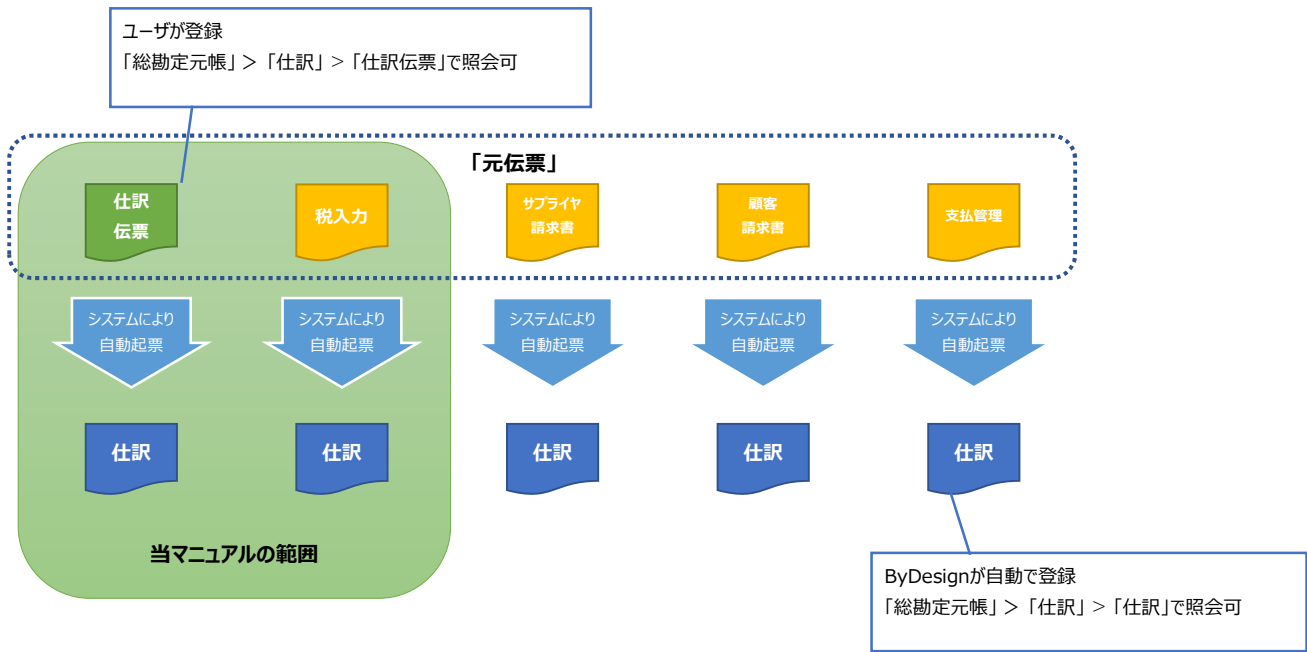 ユーザが登録
「総勘定元帳」＞「仕訳」＞「仕訳伝票」で照会可
「元伝票」
仕訳
伝票
税入力
サプライヤ
請求書
顧客
請求書
支払管理
システムにより
自動起票
システムにより
自動起票
システムにより
自動起票
システムにより
自動起票
システムにより
自動起票
仕訳
仕訳
仕訳
仕訳
仕訳
当マニュアルの範囲
ByDesignが自動で登録
「総勘定元帳」＞「仕訳」＞「仕訳」で照会可